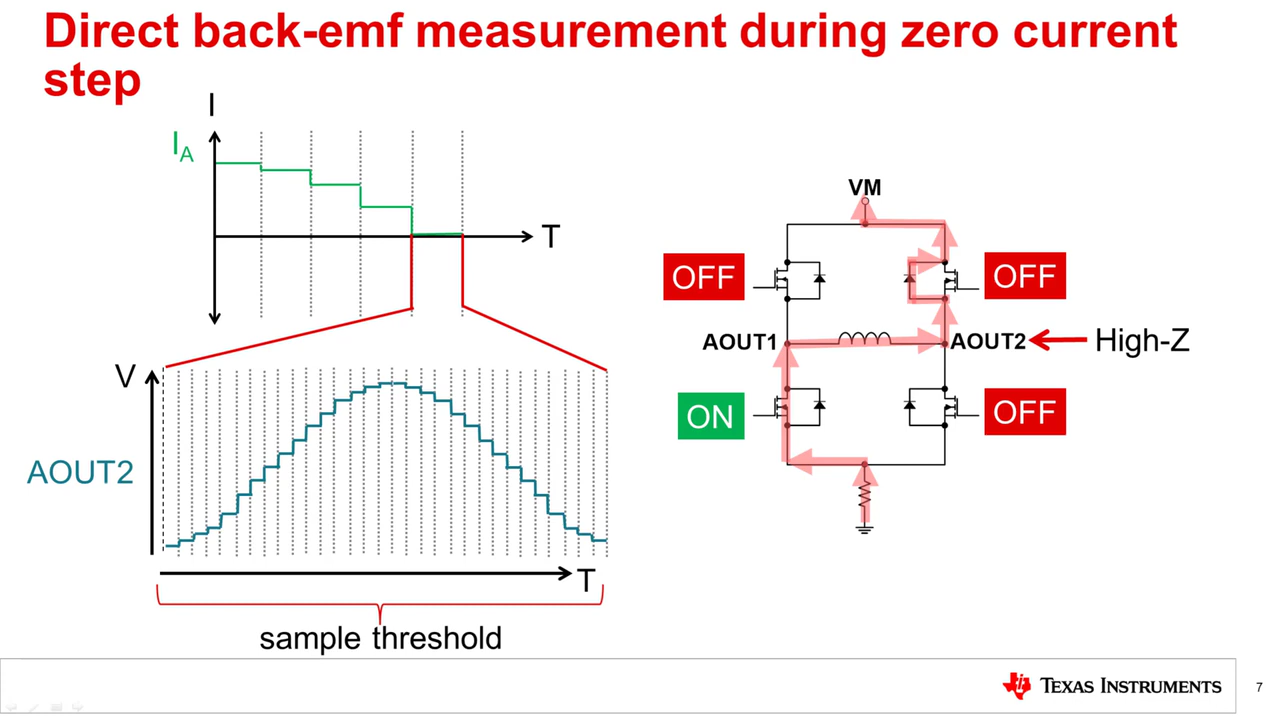 Direct back-emf measurement during zero current
step
I
I_A
T
V
AOUT2
T
sample threshold
VM
OFF
OFF
AOUT1
AOUT2
High-Z
ON
OFF
TEXAS INSTRUMENTS
7